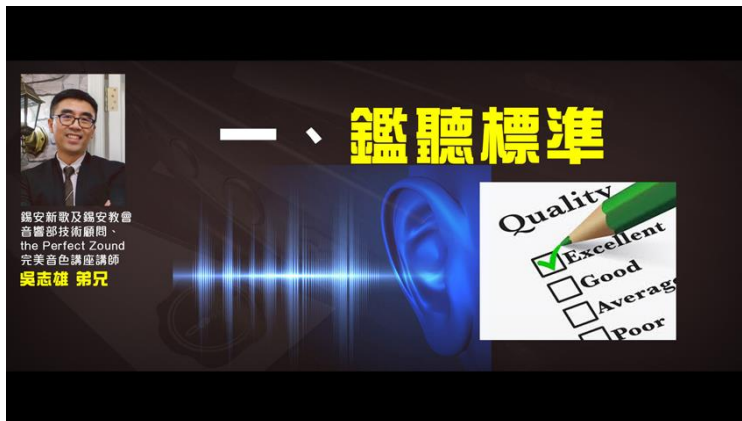 一、鑑聽標準
錫安新歌及錫安教會
音響部技術顧問、
the Perfect Zound
完美音色講座講師
吳志雄 弟兄
Quality
Excellent
Good
Average
Poor